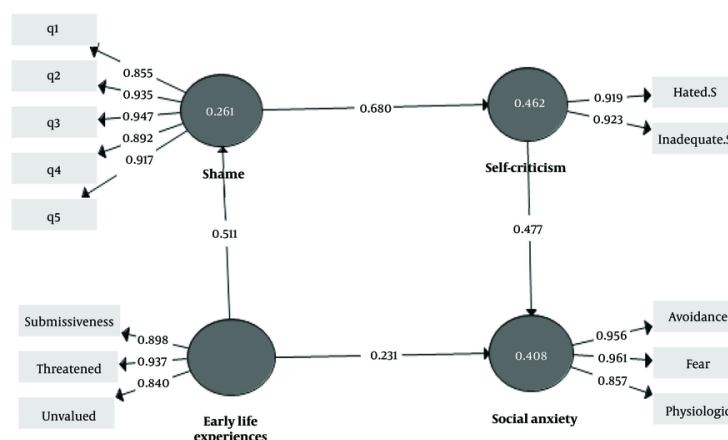 q1
q2
q3
q4
q5
0.855
0.935
0.947
0.892
0.917
0.261
Shame
0.680
0.462
Self-criticism
0.919
0.923
Hated.S
Inadequate.S
0.511
0.477
Submissiveness
Threatened
Unvalued
0.898
0.937
0.840
Early life
experiences
0.231
0.408
Social anxiety
0.956
0.961
0.857
Avoidance
Fear
Physiologic